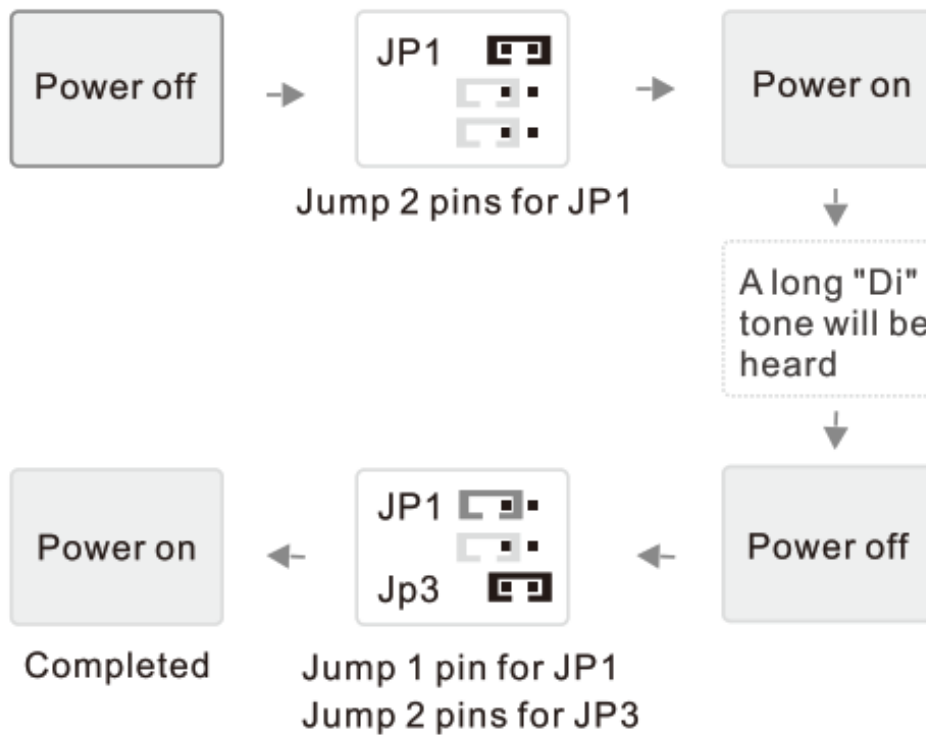 Power off
JP1
Power on
Jump 2 pins for JP1
A long "Di"
tone will be
heard
Power off
JP1
Jp3
Power on
Jump 1 pin for JP1
Jump 2 pins for JP3
Completed